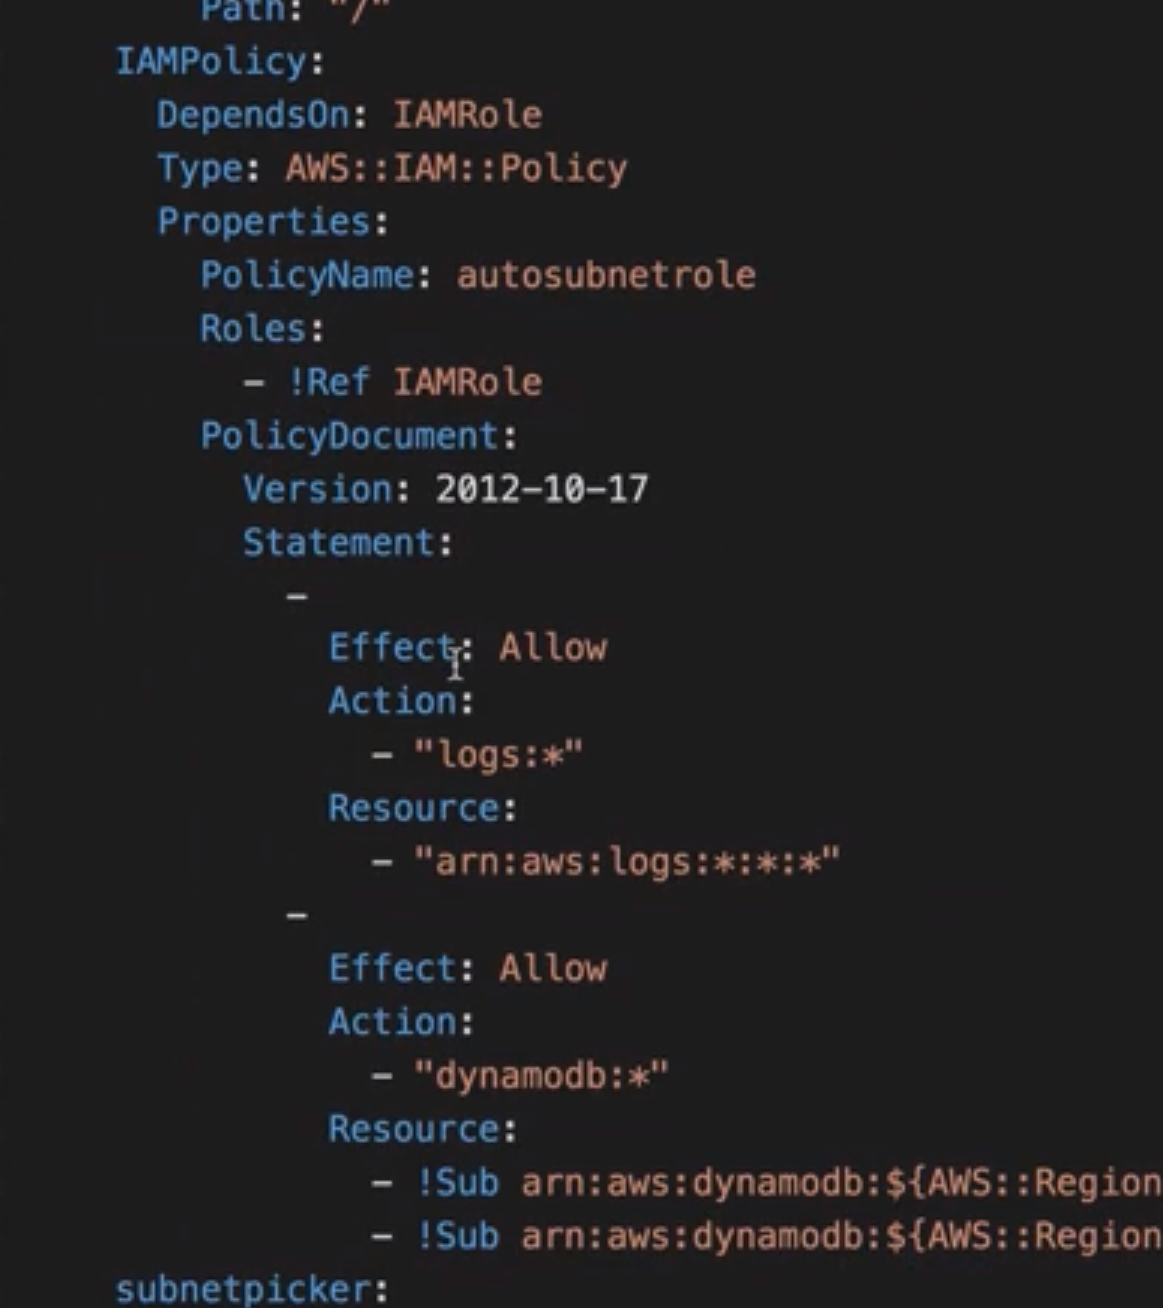 Path: "/"
IAMPolicy:
DependsOn: IAMRole
Type: AWS::IAM::Policy
Properties:
PolicyName: autosubnetrole
Roles:
- !Ref IAMRole
PolicyDocument:
Version: 2012-10-17
Statement:
-
Effect: Allow
Action:
- "logs:*"
Resource:
- "arn:aws:logs:*:*:*"
-
Effect: Allow
Action:
- "dynamodb:*"
Resource:
- !Sub arn:aws:dynamodb:${AWS::Region
- !Sub arn:aws:dynamodb:${AWS::Region
subnetpicker: